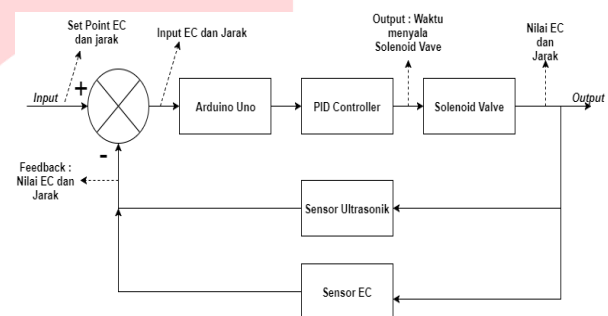 Set Point EC
dan jarak
Input EC dan Jarak
Output : Waktu
menyala
Solenoid Vave
Nilai EC
dan
Jarak
Input
+
Arduino Uno
PID Controller
Solenoid Valve
Output
-
Feedback :
Nilai EC dan
Jarak
Sensor Ultrasonik
Sensor EC